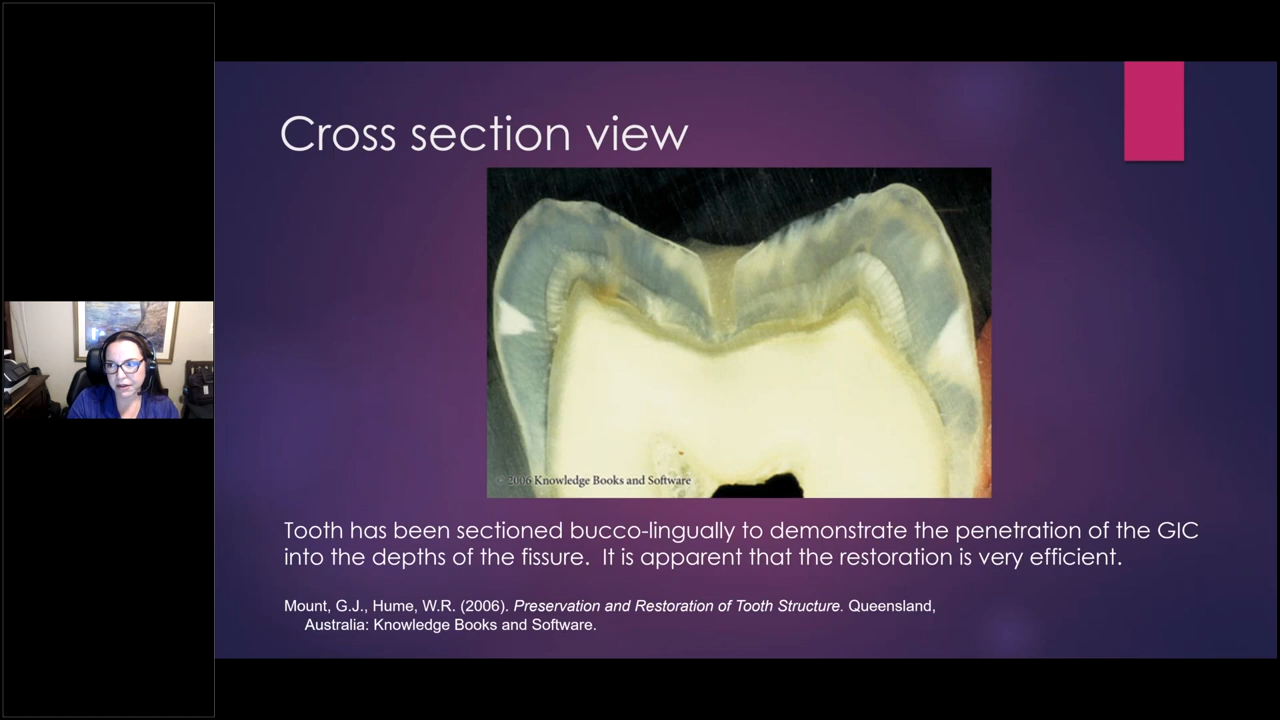 Cross section view
© 2006 Knowledge Books and Software
Tooth has been sectioned bucco-lingually to demonstrate the penetration of the GIC
into the depths of the fissure.  It is apparent that the restoration is very efficient.
Mount, G.J., Hume, W.R. (2006). Preservation and Restoration of Tooth Structure. Queensland,
Australia: Knowledge Books and Software.